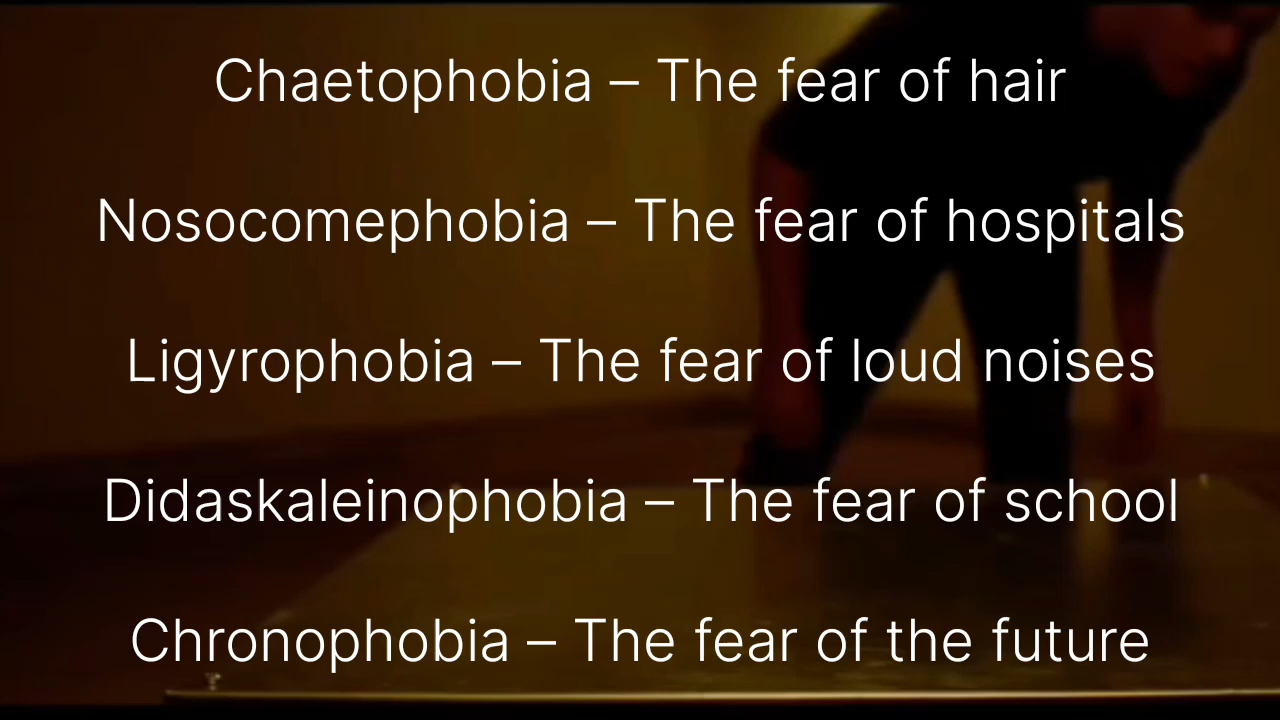 Chaetophobia – The fear of hair
Nosocomephobia – The fear of hospitals
Ligyrophobia – The fear of loud noises
Didaskaleinophobia – The fear of school
Chronophobia – The fear of the future